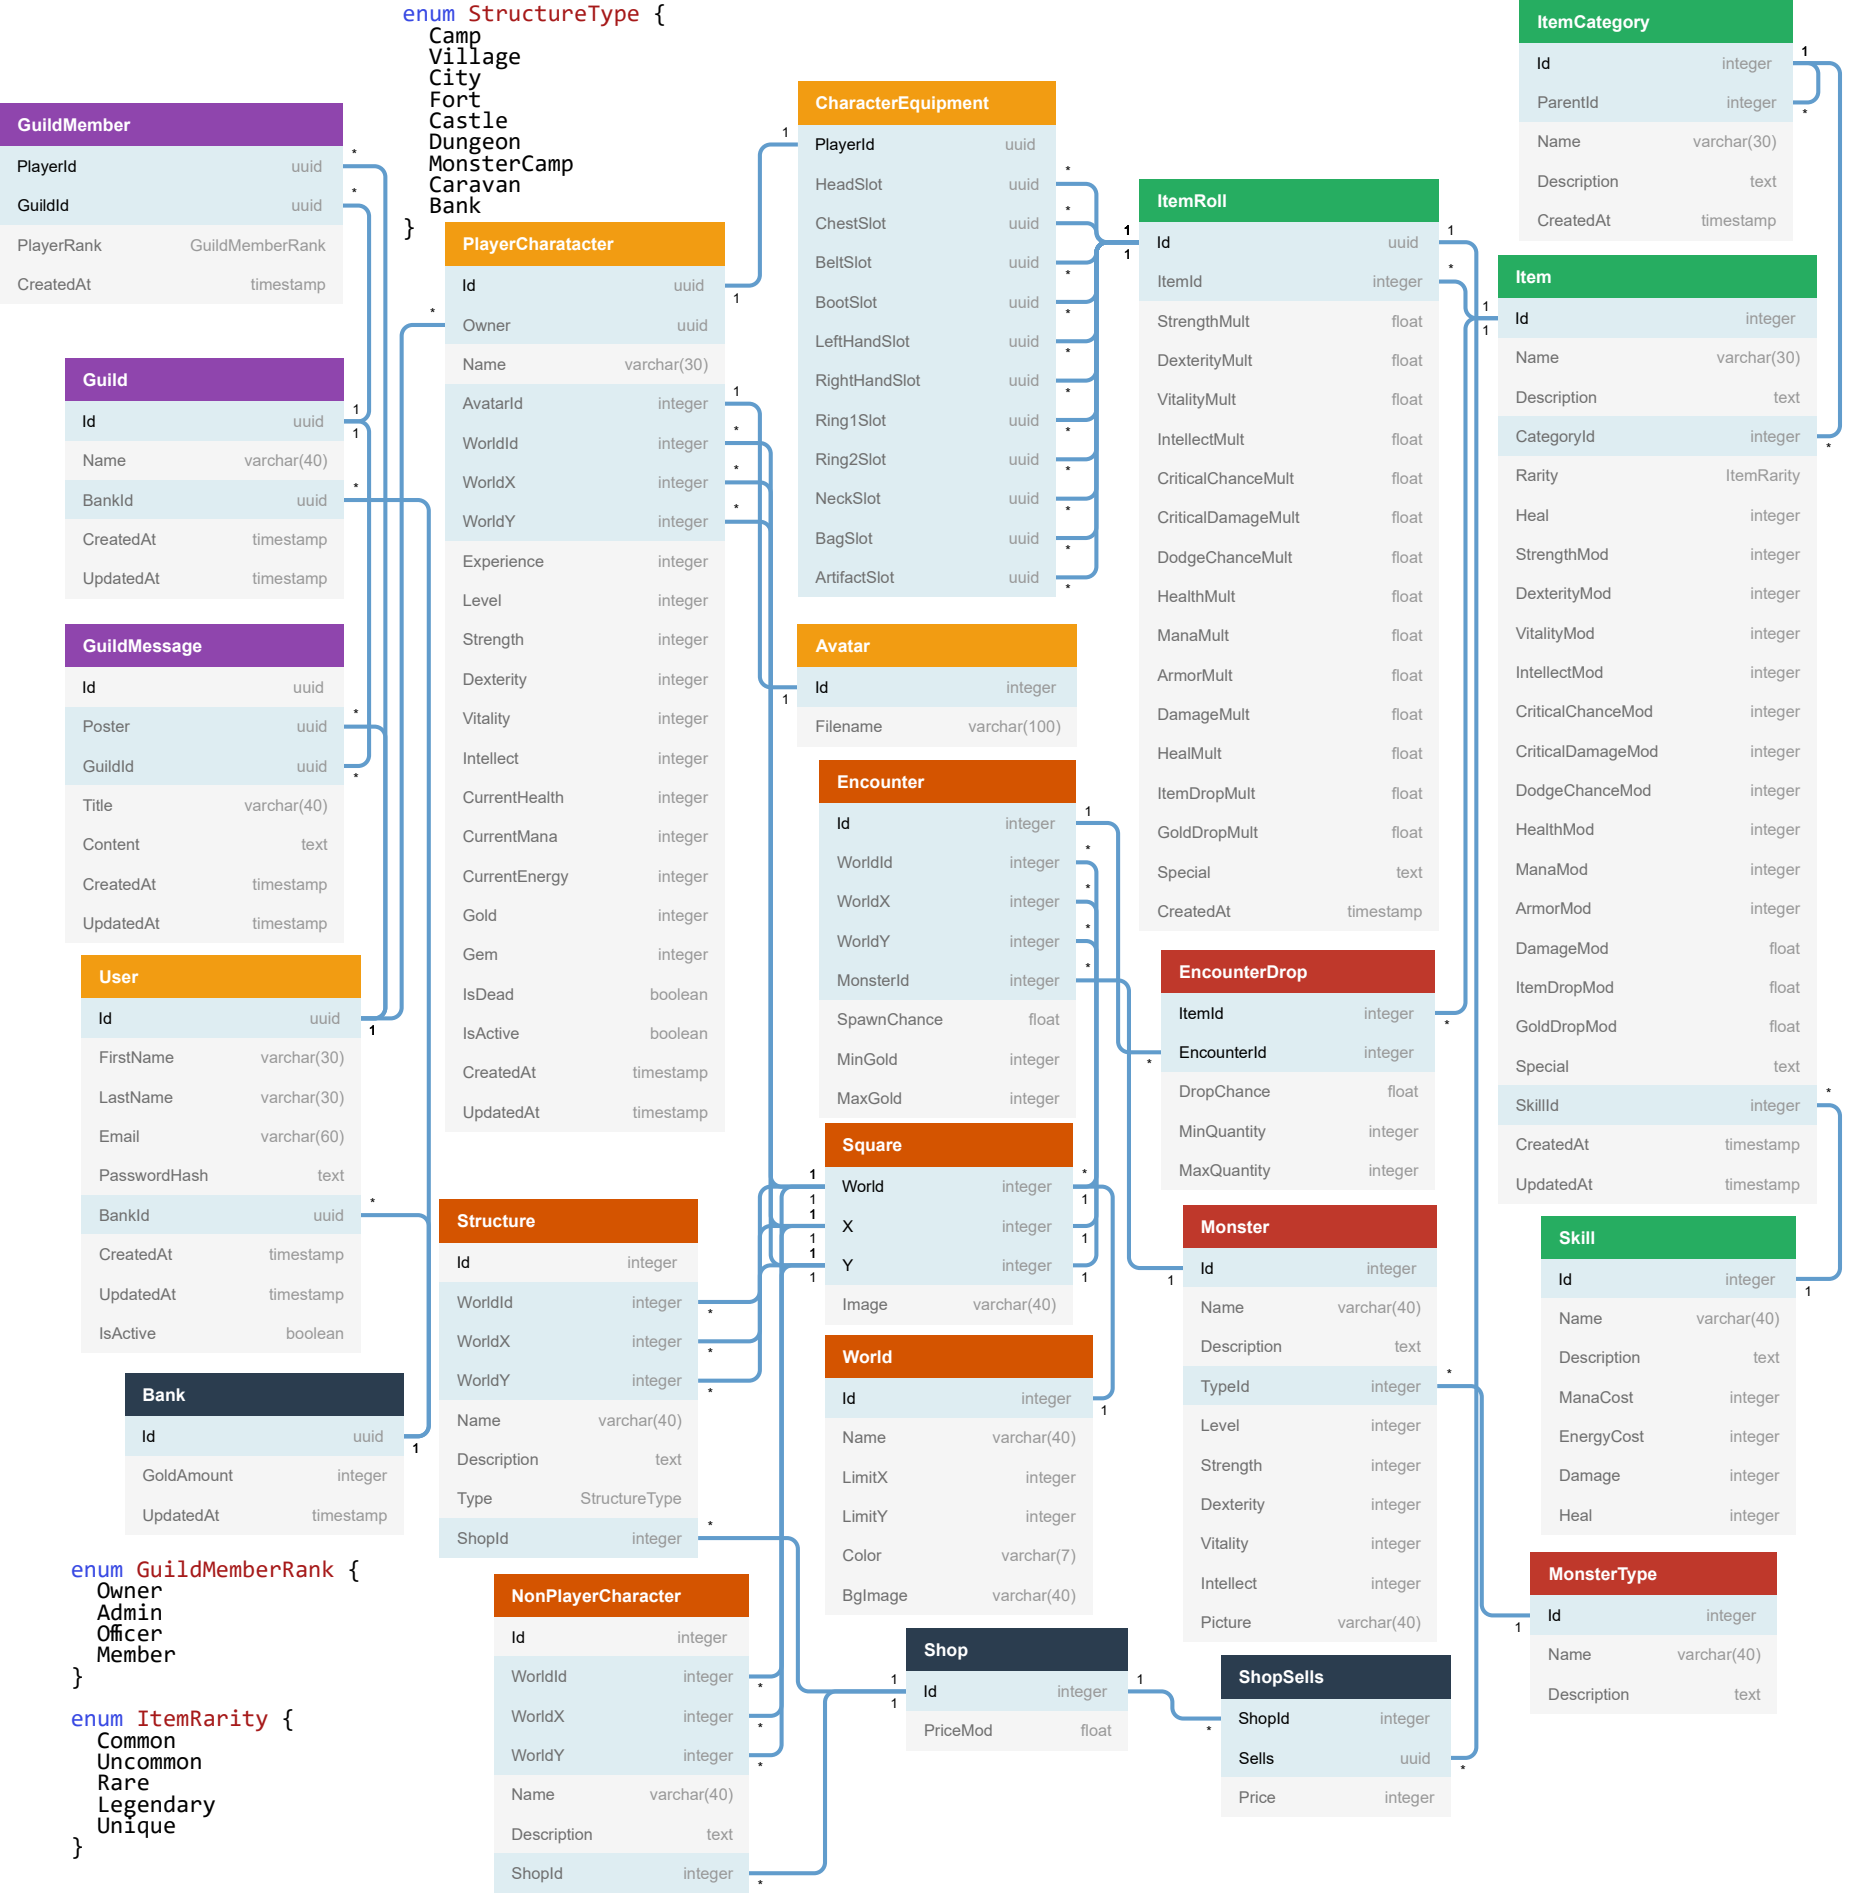 enum StructureType {
Camp
Village
City
Fort
Castle
Dungeon
MonsterCamp
Caravan
Bank
}
GuildMember
PlayerId uuid
GuildId uuid
PlayerRank GuildMemberRank
CreatedAt timestamp
Guild
Id uuid
Name varchar(40)
BankId uuid
CreatedAt timestamp
UpdatedAt timestamp
GuildMessage
Id uuid
Poster uuid
GuildId uuid
Title varchar(40)
Content text
CreatedAt timestamp
UpdatedAt timestamp
User
Id uuid
FirstName varchar(30)
LastName varchar(30)
Email varchar(60)
PasswordHash text
BankId uuid
CreatedAt timestamp
UpdatedAt timestamp
IsActive boolean
Bank
Id uuid
GoldAmount integer
UpdatedAt timestamp
enum GuildMemberRank {
Owner
Admin
Officer
Member
}
enum ItemRarity {
Common
Uncommon
Rare
Legendary
Unique
}
PlayerCharatacter
Id uuid
Owner uuid
Name varchar(30)
AvatarId integer
WorldId integer
WorldX integer
WorldY integer
Experience integer
Level integer
Strength integer
Dexterity integer
Vitality integer
Intellect integer
CurrentHealth integer
CurrentMana integer
CurrentEnergy integer
Gold integer
Gem integer
IsDead boolean
IsActive boolean
CreatedAt timestamp
UpdatedAt timestamp
Structure
Id integer
WorldId integer
WorldX integer
WorldY integer
Name varchar(40)
Description text
Type StructureType
ShopId integer
NonPlayerCharacter
Id integer
WorldId integer
WorldX integer
WorldY integer
Name varchar(40)
Description text
ShopId integer
CharacterEquipment
PlayerId uuid
HeadSlot uuid
ChestSlot uuid
BeltSlot uuid
BootSlot uuid
LeftHandSlot uuid
RightHandSlot uuid
Ring1Slot uuid
Ring2Slot uuid
NeckSlot uuid
BagSlot uuid
ArtifactSlot uuid
Avatar
Id integer
Filename varchar(100)
Encounter
Id integer
WorldId integer
WorldX integer
WorldY integer
MonsterId integer
SpawnChance float
MinGold integer
MaxGold integer
Square
World integer
X integer
Y integer
Image varchar(40)
World
Id integer
Name varchar(40)
LimitX integer
LimitY integer
Color varchar(7)
BgImage varchar(40)
Shop
Id integer
PriceMod float
ItemRoll
Id uuid
ItemId integer
StrengthMult float
DexterityMult float
VitalityMult float
IntellectMult float
CriticalChanceMult float
CriticalDamageMult float
DodgeChanceMult float
HealthMult float
ManaMult float
ArmorMult float
DamageMult float
HealMult float
ItemDropMult float
GoldDropMult float
Special text
CreatedAt timestamp
EncounterDrop
ItemId integer
EncounterId integer
DropChance float
MinQuantity integer
MaxQuantity integer
Monster
Id integer
Name varchar(40)
Description text
TypeId integer
Level integer
Strength integer
Dexterity integer
Vitality integer
Intellect integer
Picture varchar(40)
ShopSells
ShopId integer
Sells uuid
Price integer
ItemCategory
Id integer
ParentId integer
Name varchar(30)
Description text
CreatedAt timestamp
Item
Id integer
Name varchar(30)
Description text
CategoryId integer
Rarity ItemRarity
Heal integer
StrengthMod integer
DexterityMod integer
VitalityMod integer
IntellectMod integer
CriticalChanceMod integer
CriticalDamageMod integer
DodgeChanceMod integer
HealthMod integer
ManaMod integer
ArmorMod integer
DamageMod float
ItemDropMod float
GoldDropMod float
Special text
SkillId integer
CreatedAt timestamp
UpdatedAt timestamp
Skill
Id integer
Name varchar(40)
Description text
ManaCost integer
EnergyCost integer
Damage integer
Heal integer
MonsterType
Id integer
Name varchar(40)
Description text